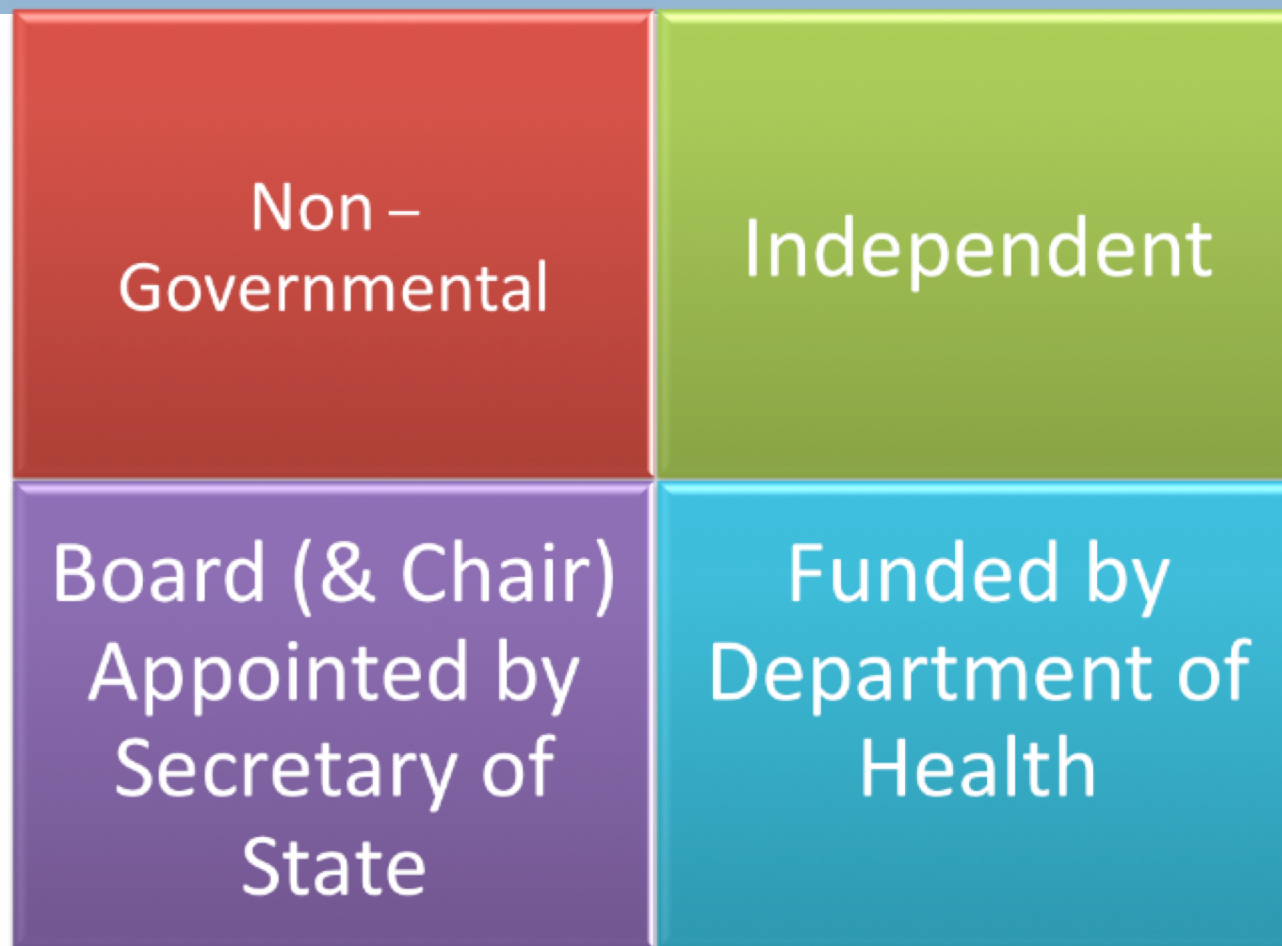 Non –
Governmental
Independent
Board (& Chair)
Appointed by
Secretary of
State
Funded by
Department of
Health